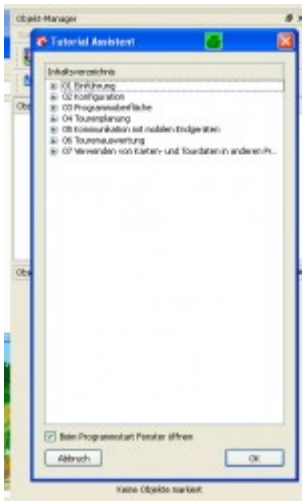 Objekt-Manager
Tutorial Assistent
Inhaltsverzeichnis
01 Einführung
02 Konfiguration
03 Programmoberfläche
04 Tourenplanung
05 Kommunikation mit mobilen Endgeräten
06 Tourenauswertung
07 Verwenden von Karten- und Tourdaten in anderen Pr...
Obj
Obj
Beim Programmstart Fenster öffnen
Abbruch
OK
Keine Objekte markiert